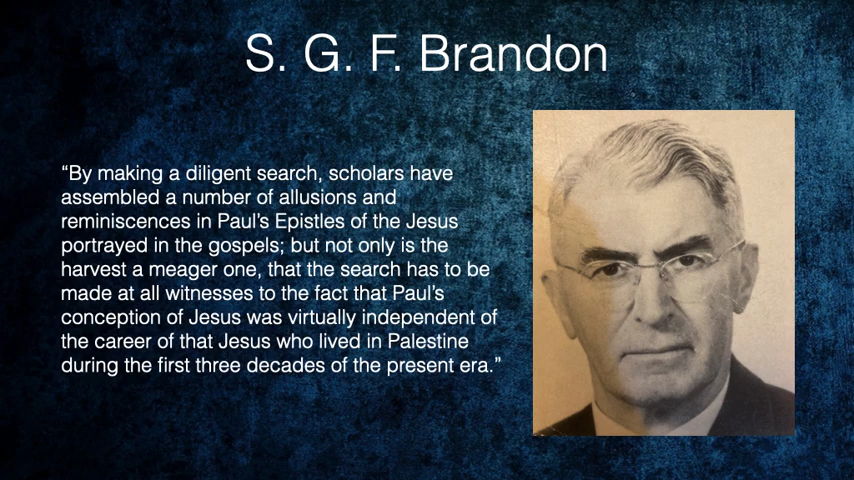 S. G. F. Brandon
“By making a diligent search, scholars have
assembled a number of allusions and
reminiscences in Paul’s Epistles of the Jesus
portrayed in the gospels; but not only is the
harvest a meager one, that the search has to be
made at all witnesses to the fact that Paul’s
conception of Jesus was virtually independent of
the career of that Jesus who lived in Palestine
during the first three decades of the present era.”